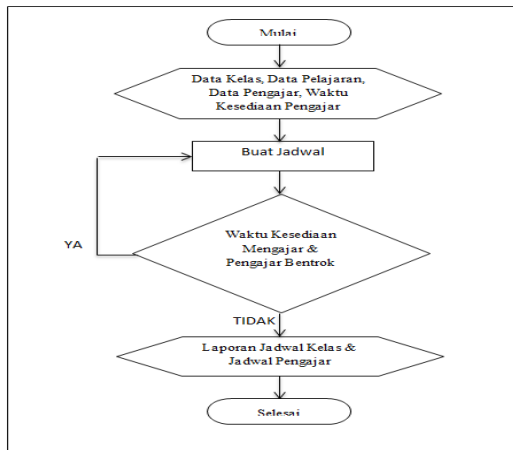 Mulai
Data Kelas, Data Pelajaran,
Data Pengajar, Waktu
Kesediaan Pengajar
Buat Jadwal
Waktu Kesediaan
Mengajar &
Pengajar Bentrok
YA
TIDAK
Laporan Jadwal Kelas &
Jadwal Pengajar
Selesai